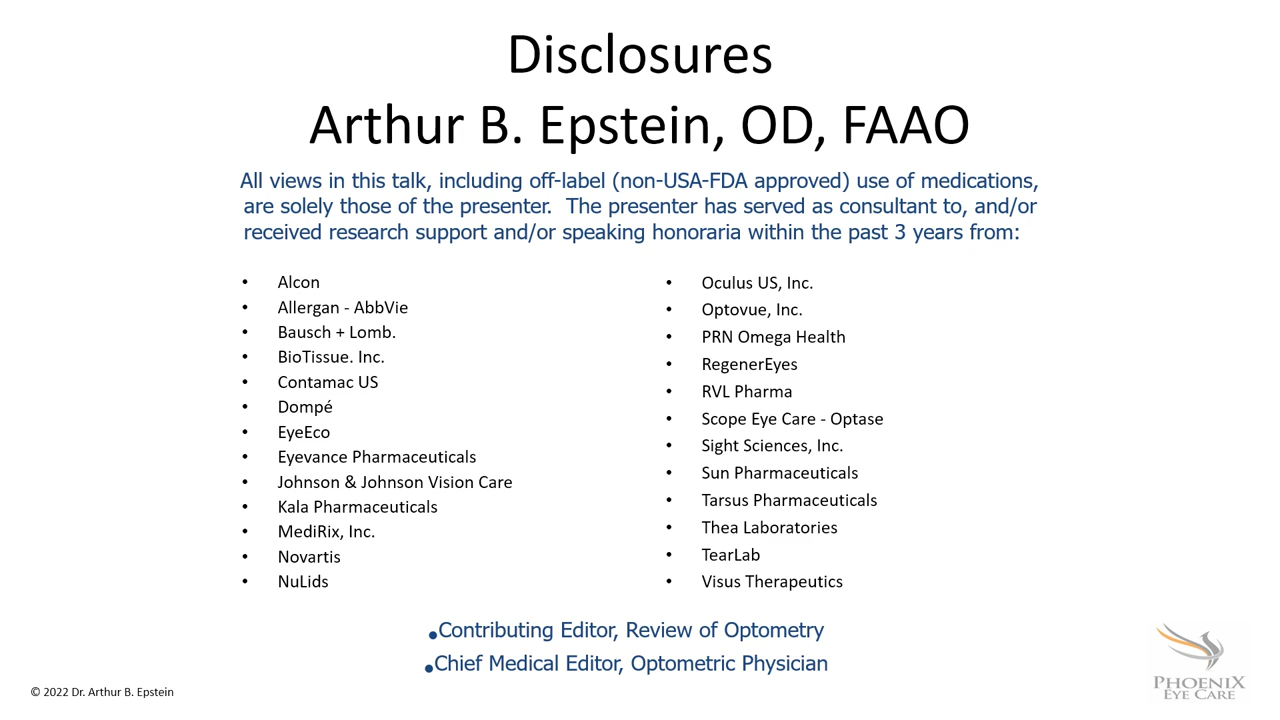 Disclosures
Arthur B. Epstein, OD, FAAO
All views in this talk, including off-label (non-USA-FDA approved) use of medications,
are solely those of the presenter.  The presenter has served as consultant to, and/or
received research support and/or speaking honoraria within the past 3 years from:
• Alcon
• Allergan - AbbVie
• Bausch + Lomb.
• BioTissue. Inc.
• Contamac US
• Dompé
• EyeEco
• Eyevance Pharmaceuticals
• Johnson & Johnson Vision Care
• Kala Pharmaceuticals
• MediRix, Inc.
• Novartis
• NuLids
• Oculus US, Inc.
• Optovue, Inc.
• PRN Omega Health
• RegenerEyes
• RVL Pharma
• Scope Eye Care - Optase
• Sight Sciences, Inc.
• Sun Pharmaceuticals
• Tarsus Pharmaceuticals
• Thea Laboratories
• TearLab
• Visus Therapeutics
•Contributing Editor, Review of Optometry
•Chief Medical Editor, Optometric Physician
© 2022 Dr. Arthur B. Epstein
PHOENIX
EYE CARE